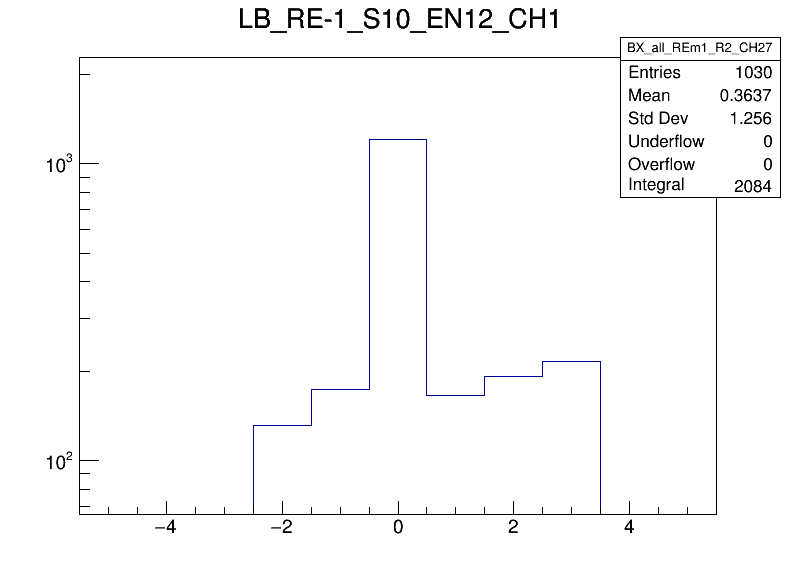 LB_RE-1_S10_EN12_CH1
BX_all_REm1_R2_CH27
Entries 1030
Mean 0.3637
Std Dev 1.256
Underflow 0
Overflow 0
Integral 2084
10³
10²
−4 −2 0 2 4